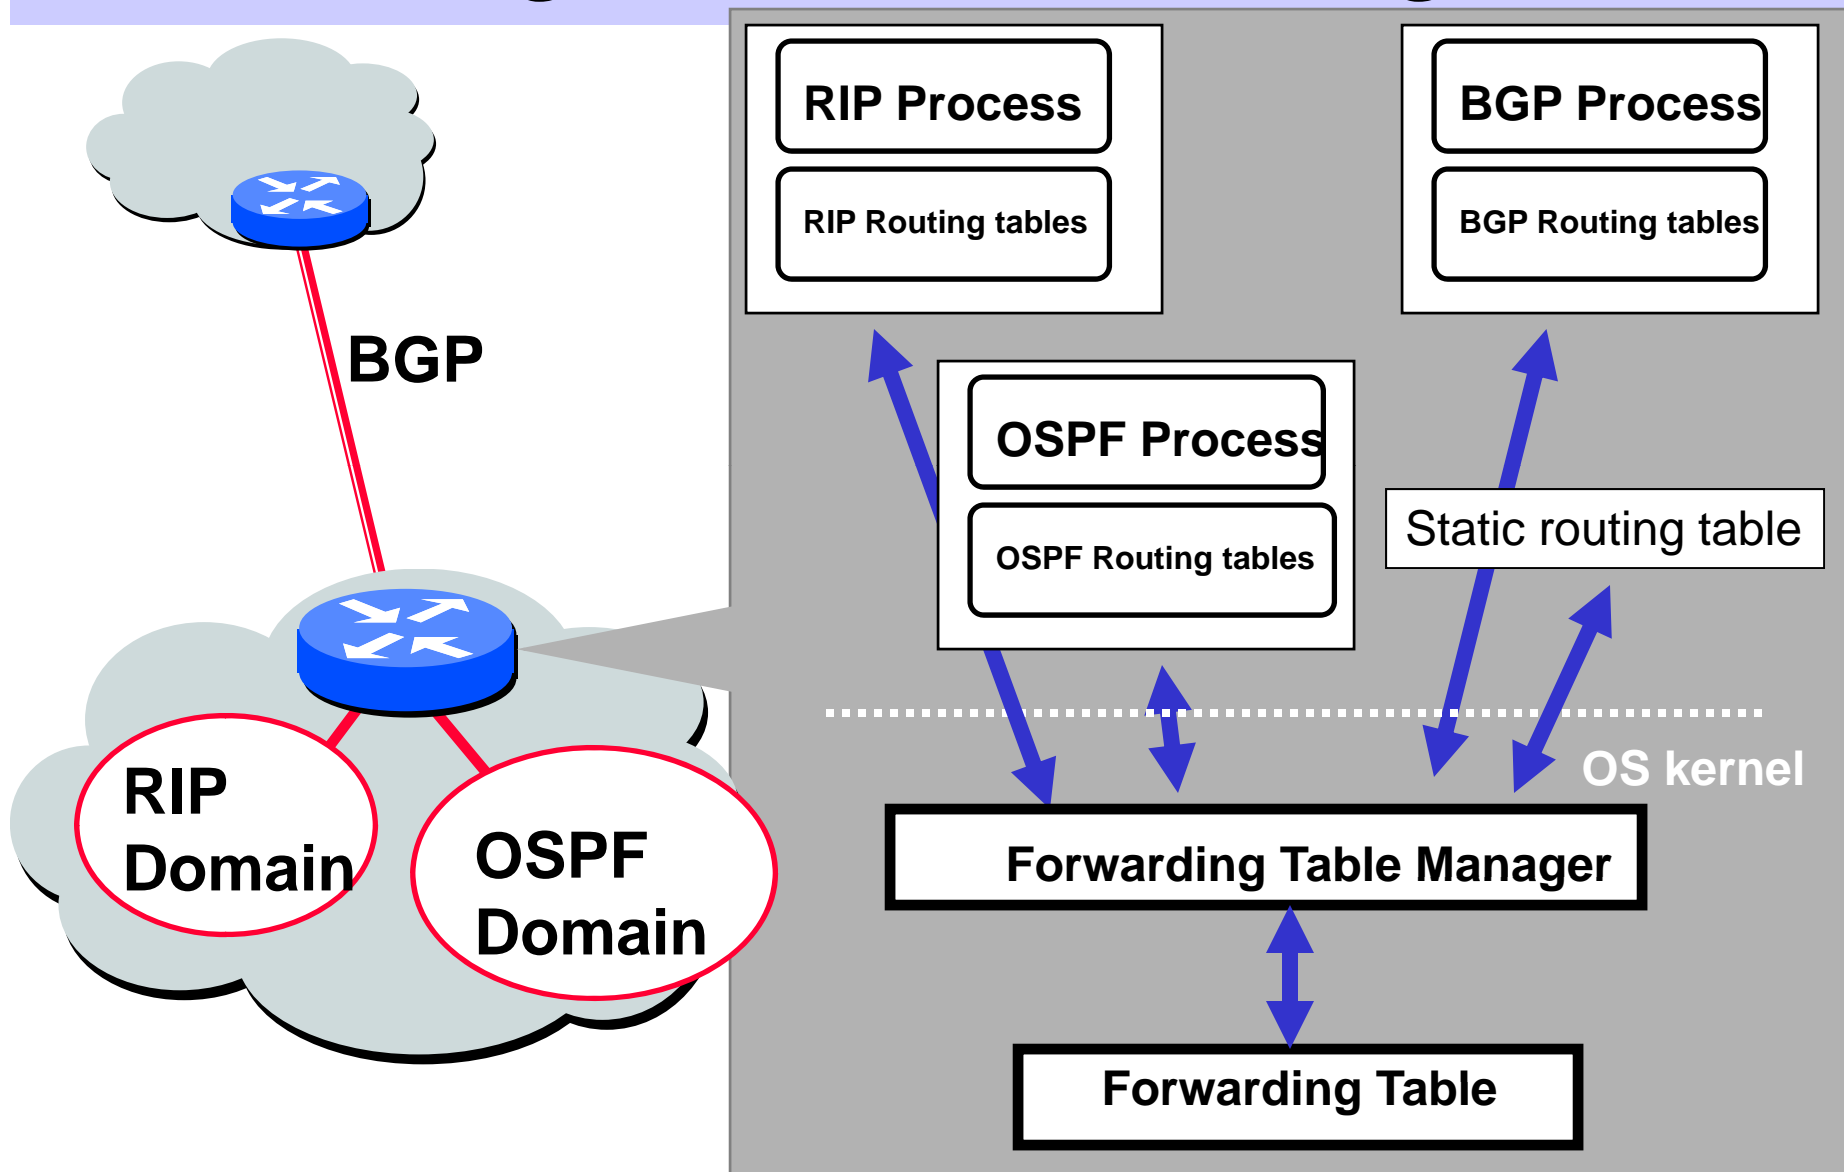 BGP
RIP
Domain
OSPF
Domain
RIP Process
RIP Routing tables
BGP Process
BGP Routing tables
OSPF Process
OSPF Routing tables
Static routing table
OS kernel
Forwarding Table Manager
Forwarding Table